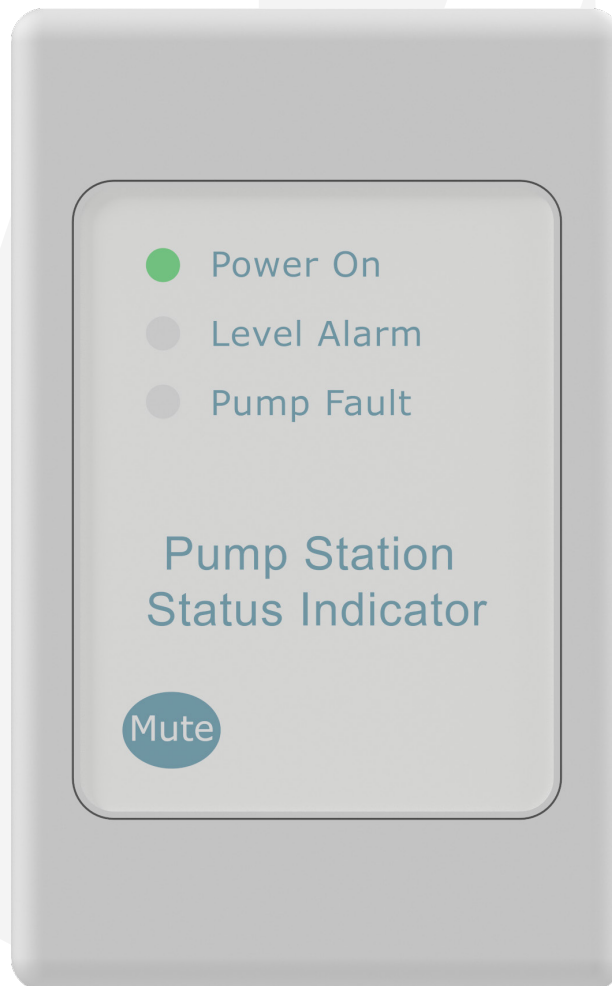 Power On
Level Alarm
Pump Fault
Pump Station
Status Indicator
Mute